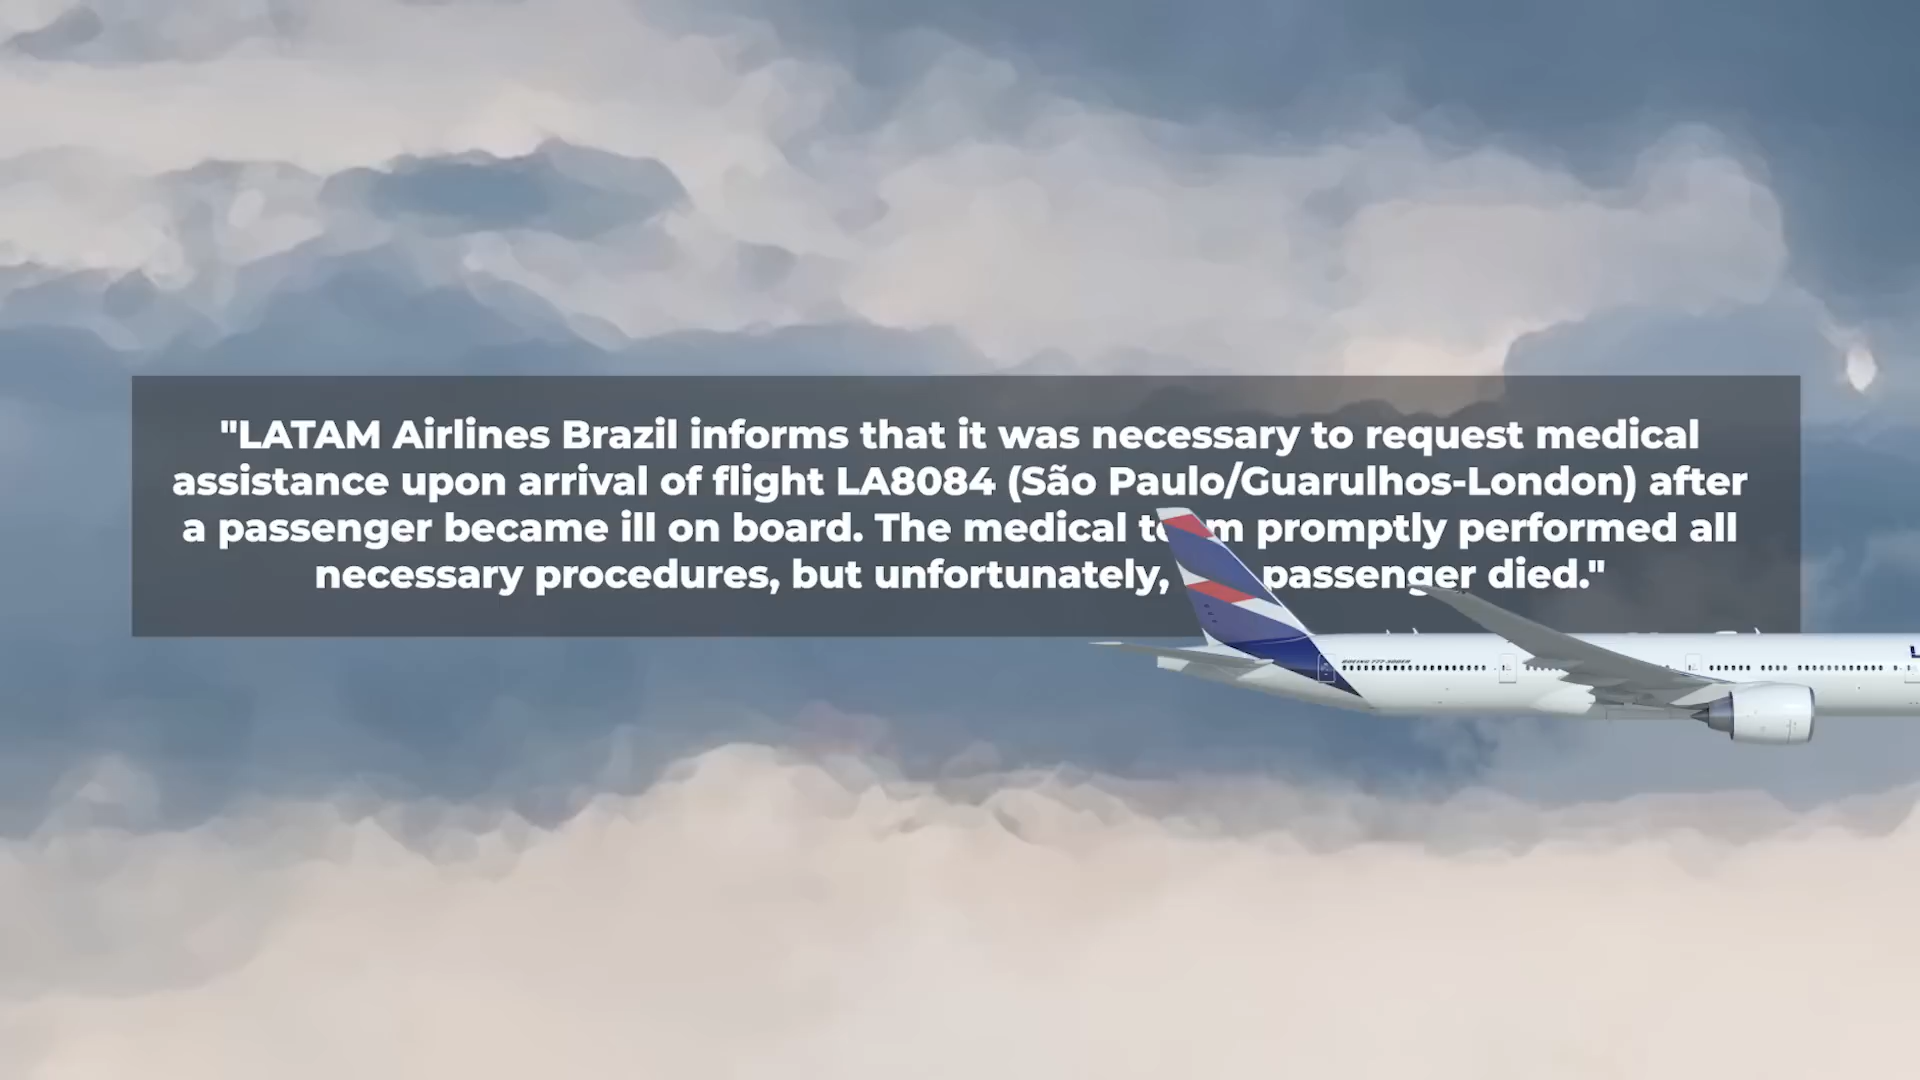 "LATAM Airlines Brazil informs that it was necessary to request medical
assistance upon arrival of flight LA8084 (São Paulo/Guarulhos-London) after
a passenger became ill on board. The medical promptly performed all
necessary procedures, but unfortunately, passenger died."